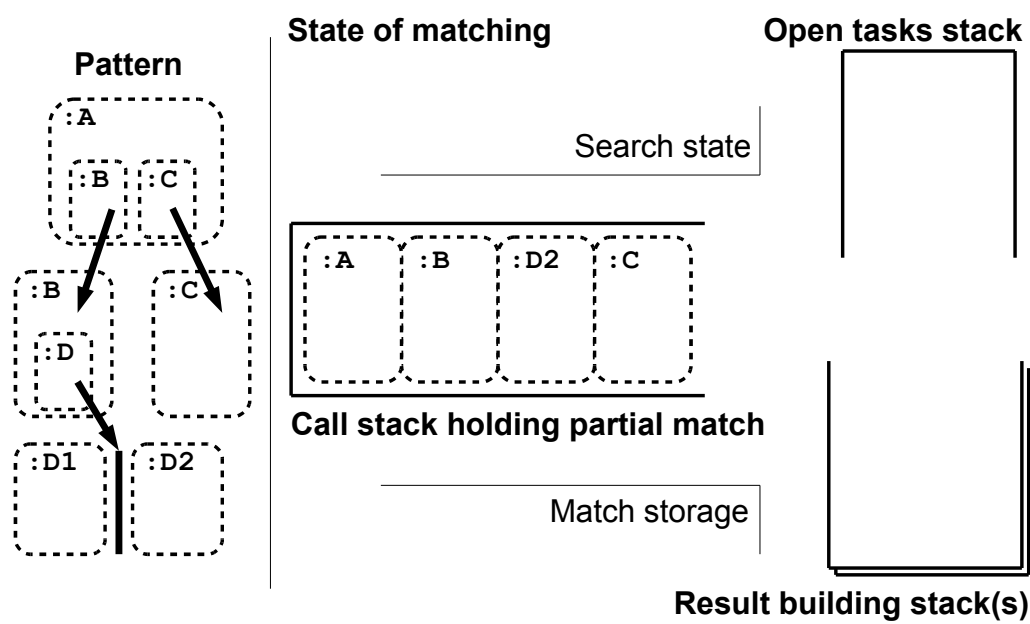 State of matching
Open tasks stack
Pattern
:A
Search state
:B :C
:A :B :D2 :C
:B :C
:D
Call stack holding partial match
:D1 :D2
Match storage
Result building stack(s)